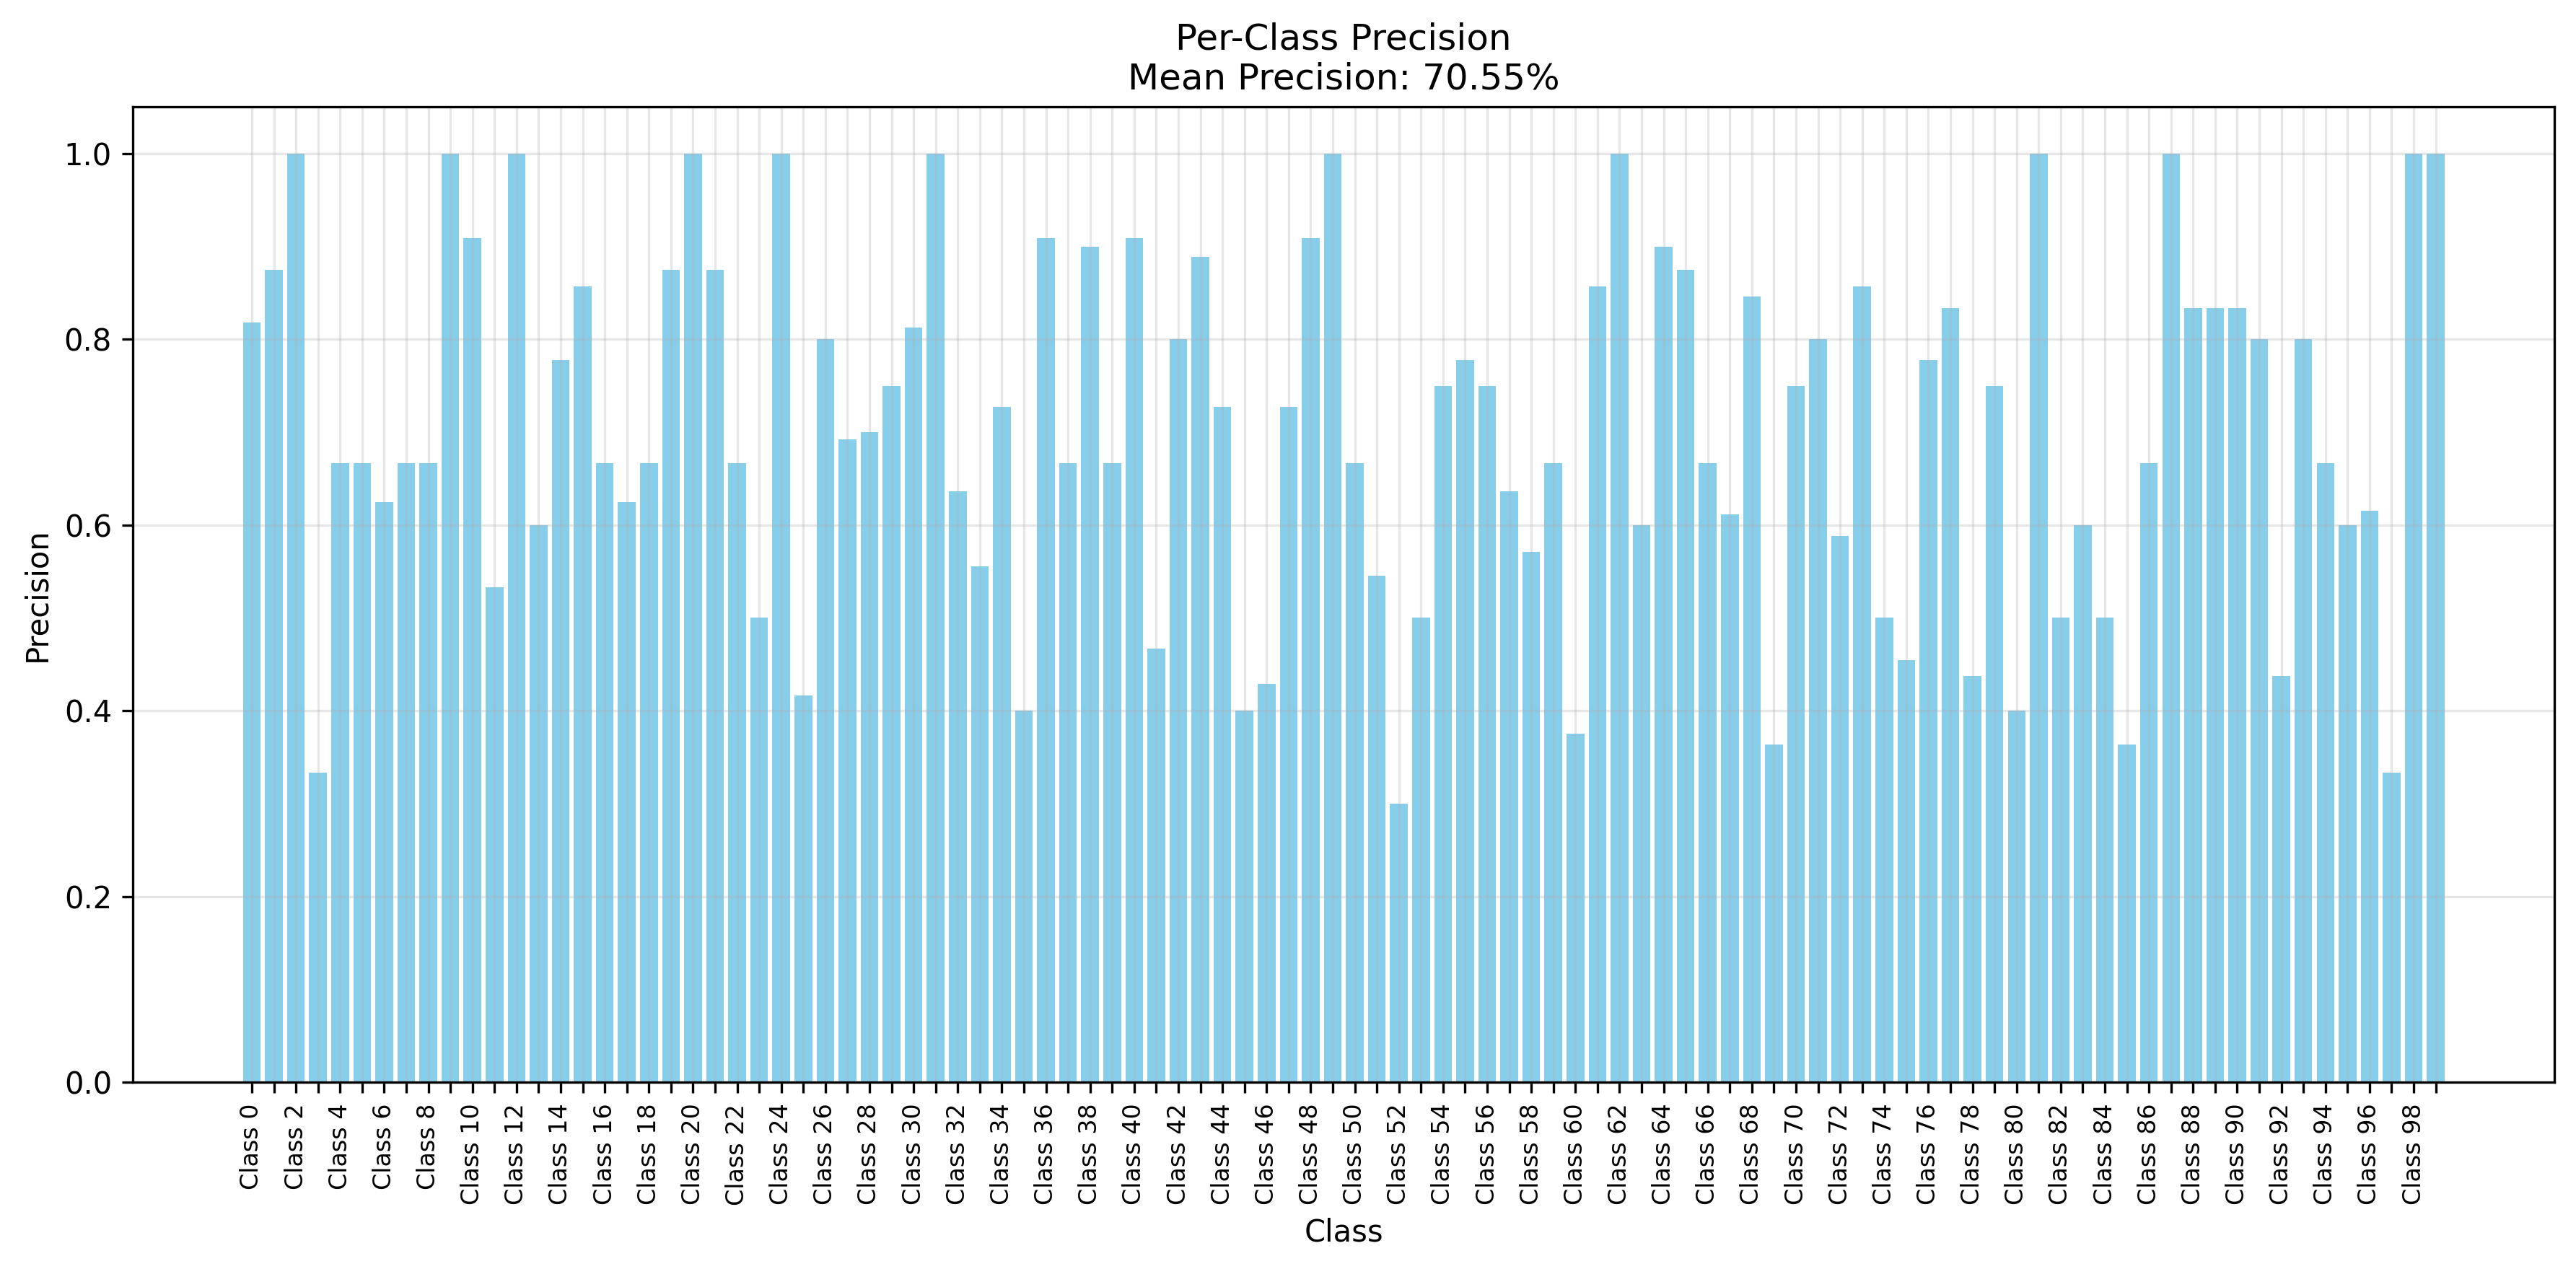 Per-Class Precision
Mean Precision: 70.55%
Precision
1.0
0.8
0.6
0.4
0.2
0.0
Class 0
Class 2
Class 4
Class 6
Class 8
Class 10
Class 12
Class 14
Class 16
Class 18
Class 20
Class 22
Class 24
Class 26
Class 28
Class 30
Class 32
Class 34
Class 36
Class 38
Class 40
Class 42
Class 44
Class 46
Class 48
Class 50
Class 52
Class 54
Class 56
Class 58
Class 60
Class 62
Class 64
Class 66
Class 68
Class 70
Class 72
Class 74
Class 76
Class 78
Class 80
Class 82
Class 84
Class 86
Class 88
Class 90
Class 92
Class 94
Class 96
Class 98
Class